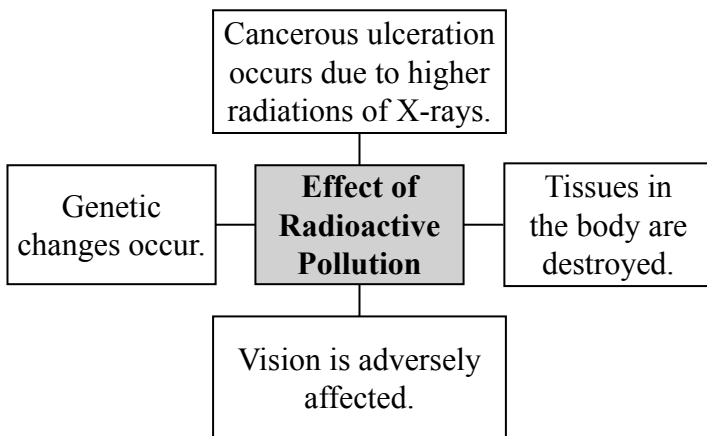 Cancerous ulceration
occurs due to higher
radiations of X-rays.
Genetic
changes occur.
Effect of
Radioactive
Pollution
Tissues in
the body are
destroyed.
Vision is adversely
affected.